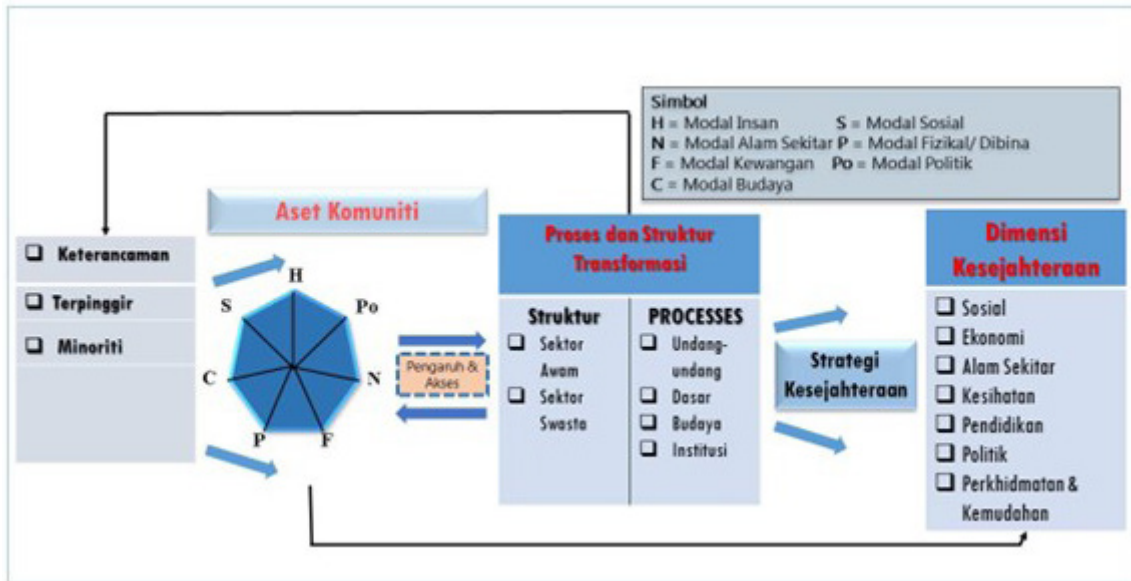 Simbol
H = Modal Insan S = Modal Sosial
N = Modal Alam Sekitar P = Modal Fizikal/ Dibina
F = Modal Kewangan Po = Modal Politik
C = Modal Budaya
Aset Komuniti
Keterancaman
Terpinggir
Minoriti
H
S
Po
C
N
P
F
Pengaruh &
Akses
Proses dan Struktur
Transformasi
Struktur
Sektor
Awam
Sektor
Swasta
PROCESSES
Undang-
undang
Dasar
Budaya
Institusi
Strategi
Kesejahteraan
Dimensi
Kesejahteraan
Sosial
Ekonomi
Alam Sekitar
Kesihatan
Pendidikan
Politik
Perkhidmatan &
Kemudahan